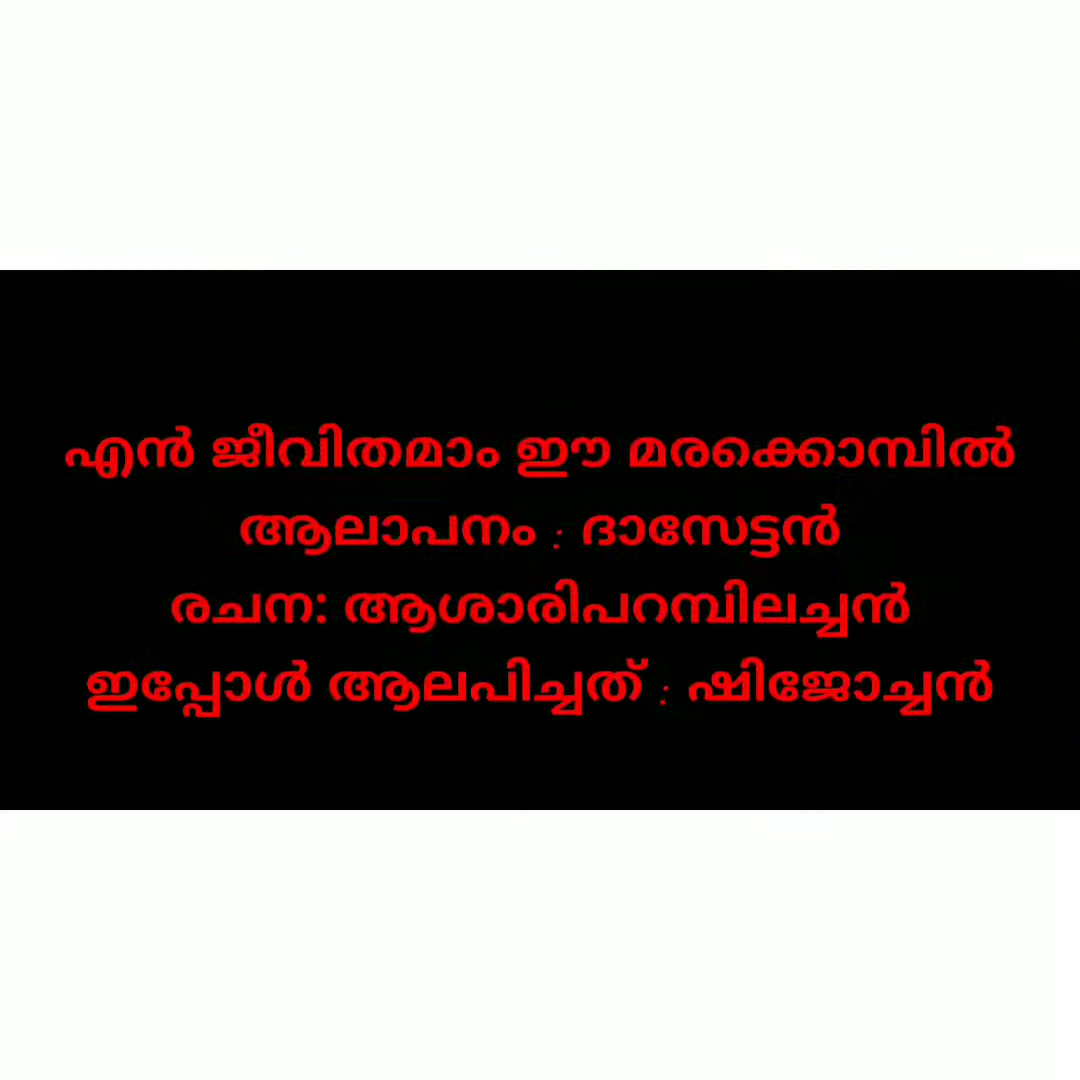 എൻ ജീവിതമാം ഈ മരക്കൊമ്പിൽ
ആലാപനം : ദാസേട്ടൻ
രചന: ആശാരിപറമ്പിലച്ചൻ
ഇപ്പോൾ ആലപിച്ചത് : ഷിജോച്ചൻ